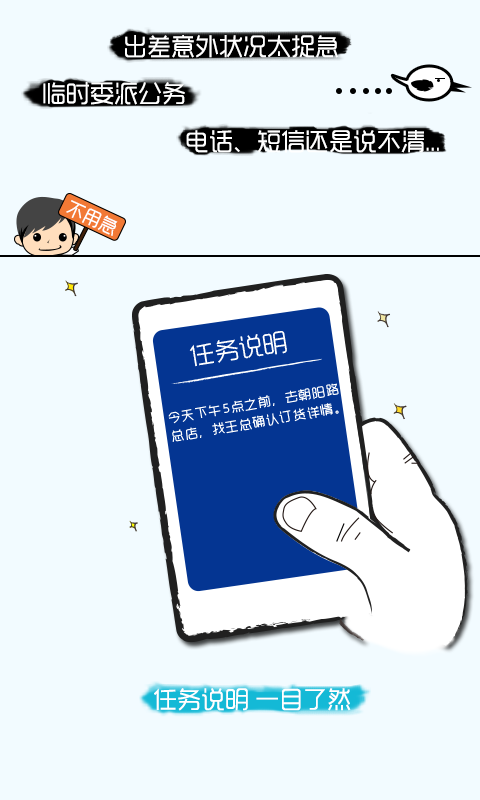 出差意外状况太捉急
临时委派公务
电话、短信还是说不清...
不用急
任务说明
今天下午5点之前，去朝阳路
总店，找王总确认订货详情。
任务说明 一目了然